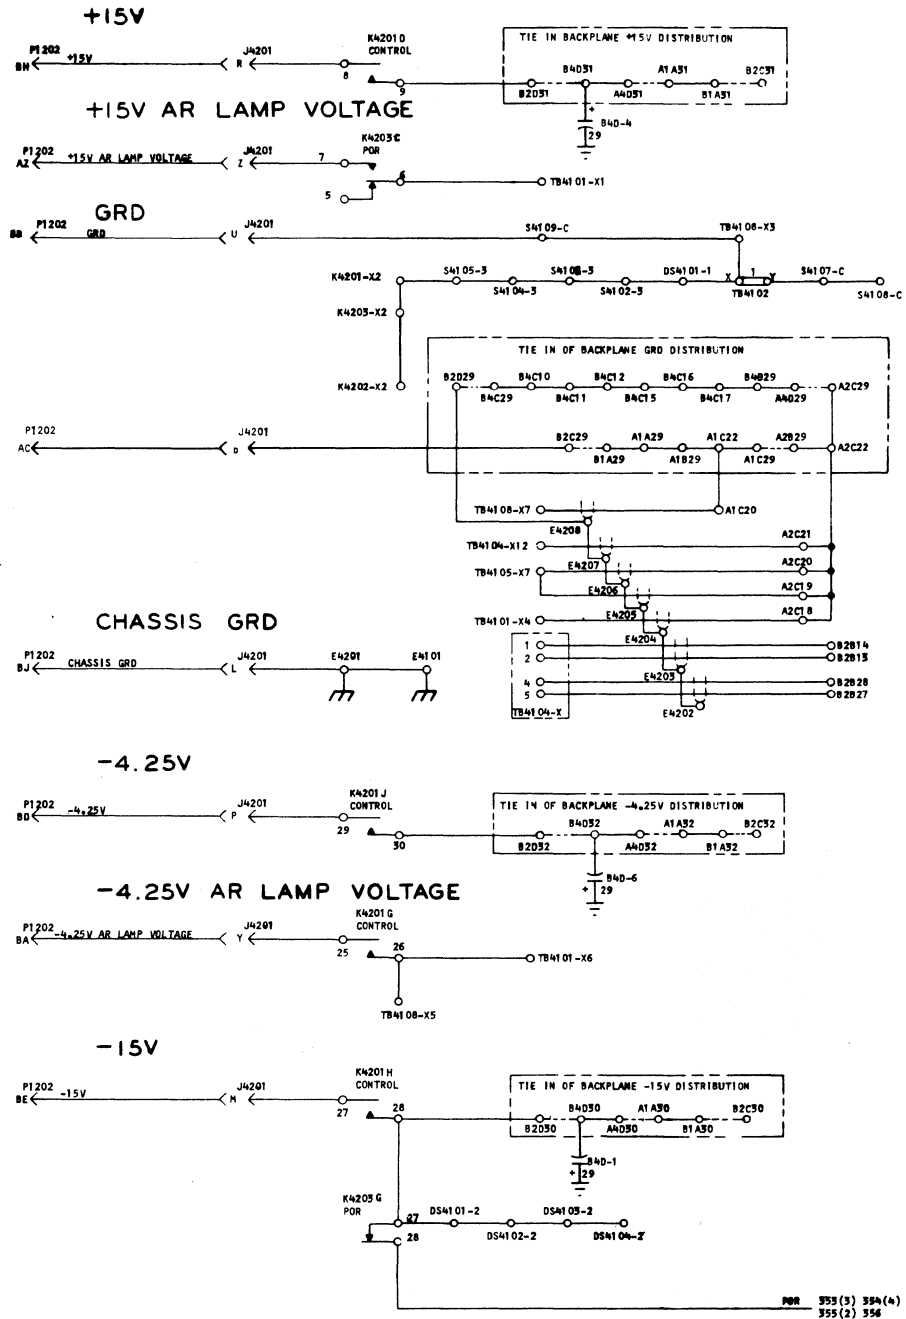 +15V
P1202
BH
+15V
J4201
R
K4201D
CONTROL
8
9
TIE IN BACKPLANE +15V DISTRIBUTION
B4D31
A1A31
B2C31
B2D31
A4D31
B1A31
+
B4D-4
29
+15V AR LAMP VOLTAGE
P1202
AZ
+15V AR LAMP VOLTAGE
J4201
Z
K4203C
POR
7
6
5
TB4101-X1
GRD
P1202
BB
GRD
J4201
U
S4109-C
TB4108-X3
K4201-X2
S4105-3
S4104-3
S4102-3
DS4101-1
X
1
Y
TB4102
S4107-C
S4108-C
K4203-X2
K4202-X2
TIE IN OF BACKPLANE GRD DISTRIBUTION
B2D29
B4C10
B4C12
B4C16
B4B29
A2C29
B4C29
B4C11
B4C15
B4C17
A4D29
P1202
AC
J4201
D
B2C29
A1A29
A1C22
A2B29
A2C22
B1A29
A1B29
A1C29
TB4108-X7
A1C20
E4208
TB4104-X12
A2C21
E4207
TB4105-X7
A2C20
E4206
A2C19
E4205
TB4101-X4
A2C18
E4204
CHASSIS GRD
P1202
BJ
CHASSIS GRD
J4201
L
E4201
E4101
1
B2B14
2
B2B13
E4203
4
B2B28
5
B2B27
TB4104-X
E4202
-4.25V
P1202
BD
-4.25V
J4201
P
K4201J
CONTROL
29
30
TIE IN OF BACKPLANE -4.25V DISTRIBUTION
B4D32
A1A32
B2C32
B2D32
A4D32
B1A32
B4D-6
+
29
-4.25V AR LAMP VOLTAGE
P1202
BA
-4.25V AR LAMP VOLTAGE
J4201
Y
K4201G
CONTROL
25
26
TB4101-X6
TB4108-X5
-15V
P1202
BE
-15V
J4201
M
K4201H
CONTROL
27
28
TIE IN OF BACKPLANE -15V DISTRIBUTION
B4D30
A1A30
B2C30
B2D30
A4D30
B1A30
B4D-1
+
29
K4203G
POR
27
28
DS4101-2
DS4102-2
DS4103-2
DS4104-2
POR
353(3) 354(4)
355(2) 356